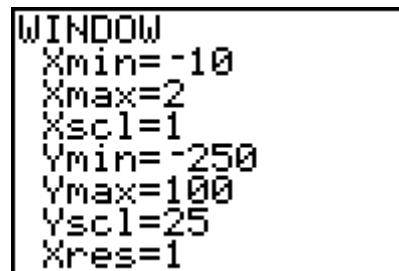 WINDOW
Xmin=-10
Xmax=2
Xscl=1
Ymin=-250
Ymax=100
Yscl=25
Xres=1